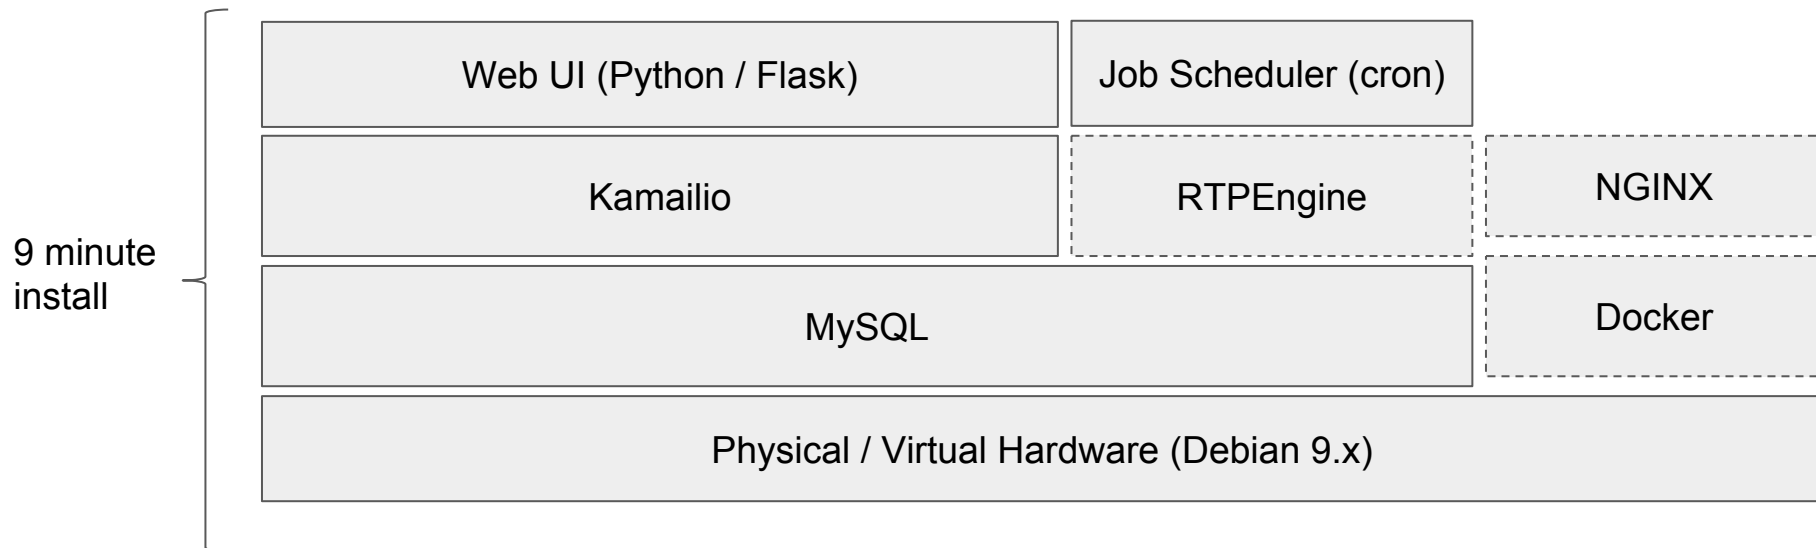 Web UI (Python / Flask)
Job Scheduler (cron)
Kamailio
RTPEngine
NGINX
9 minute
install
MySQL
Docker
Physical / Virtual Hardware (Debian 9.x)